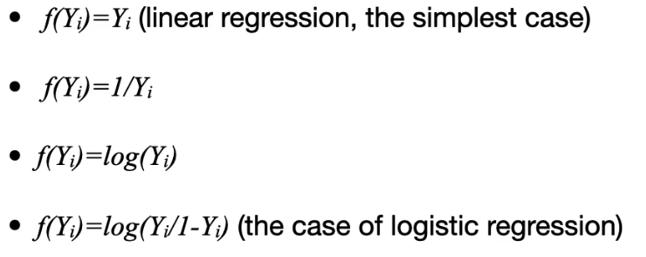 • f(Yᵢ)=Yᵢ (linear regression, the simplest case)
• f(Yᵢ)=1/Yᵢ
• f(Yᵢ)=log(Yᵢ)
• f(Yᵢ)=log(Yᵢ/1-Yᵢ) (the case of logistic regression)